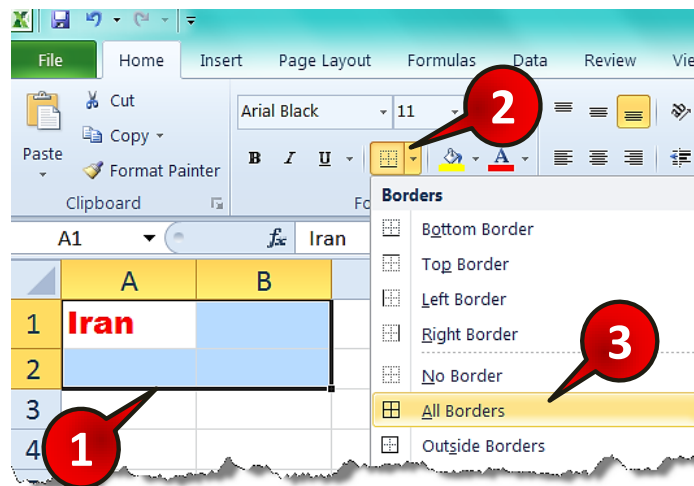 File Home Insert Page Layout Formulas Data Review Vie
Cut
Arial Black 11
Copy
Paste
Format Painter
B I U A
Clipboard Fo
Borders
A1 fx Iran
Bottom Border
Top Border
Left Border
Right Border
No Border
All Borders
Outside Borders
A B
1 Iran
2
3
4
1
2
3